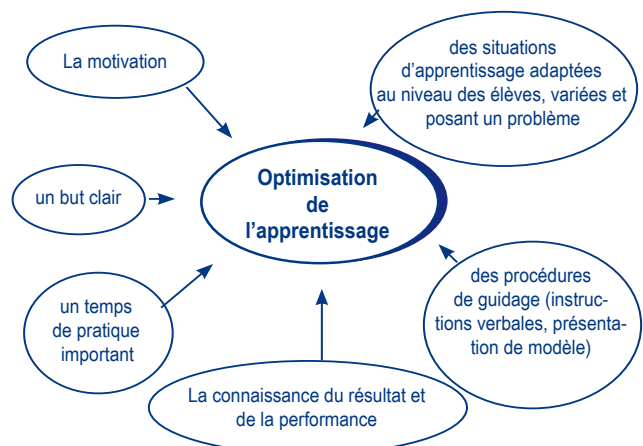 La motivation
des situations
d’apprentissage adaptées
au niveau des élèves, variées et
posant un problème
Optimisation
de
l’apprentissage
un but clair
un temps
de pratique
important
des procédures
de guidage (instruc-
tions verbales, présenta-
tion de modèle)
La connaissance du résultat et
de la performance